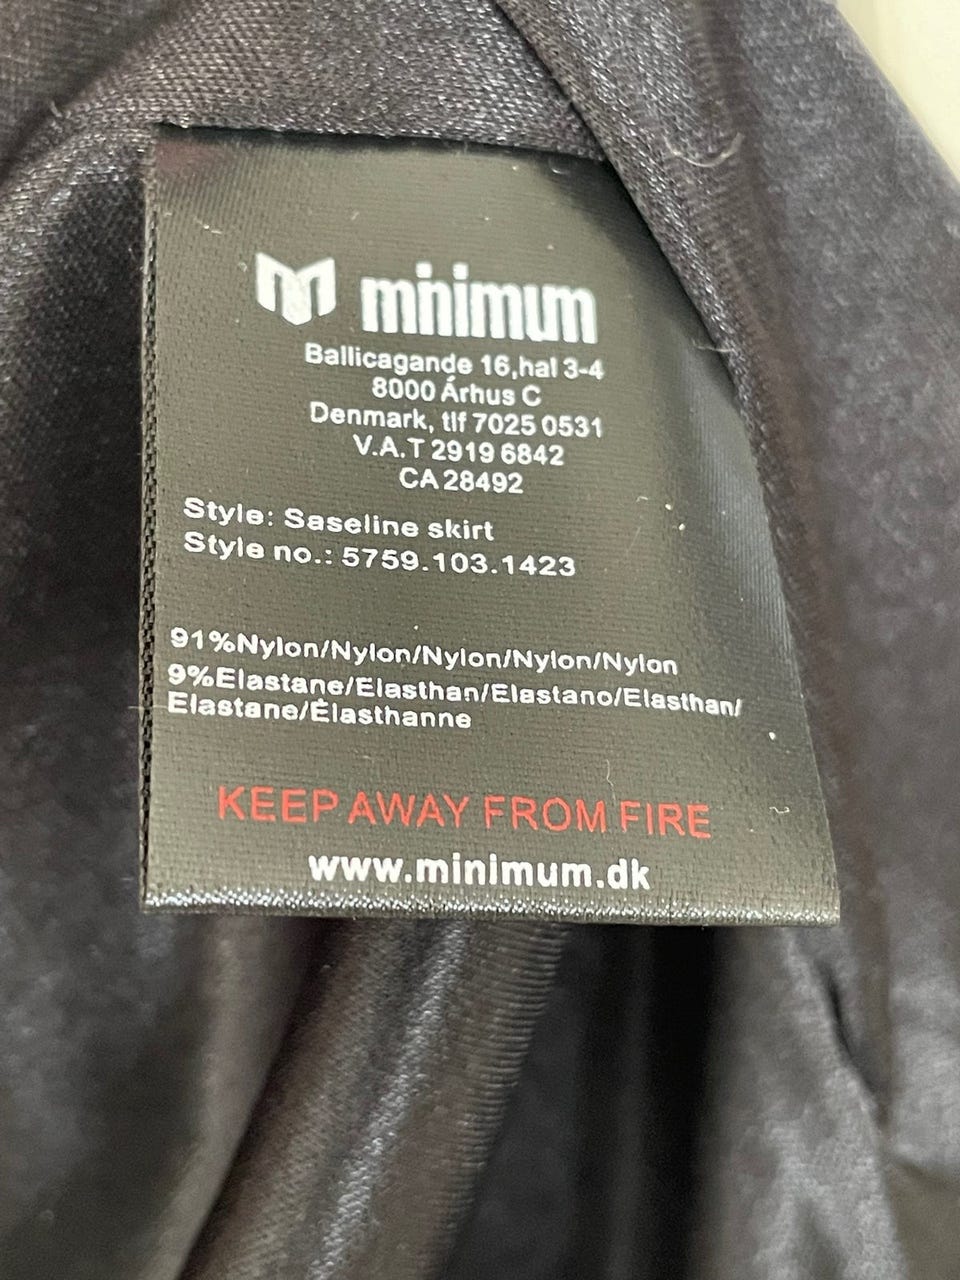 minimum
Ballicagande 16,hal 3-4
8000 Árhus C
Denmark, tlf 7025 0531
V.A.T 2919 6842
CA 28492
Style: Saseline skirt
Style no.: 5759.103.1423
91%Nylon/Nylon/Nylon/Nylon/Nylon
9%Elastane/Elasthan/Elastano/Elasthan/
Elastane/Élasthanne
KEEP AWAY FROM FIRE
www.minimum.dk